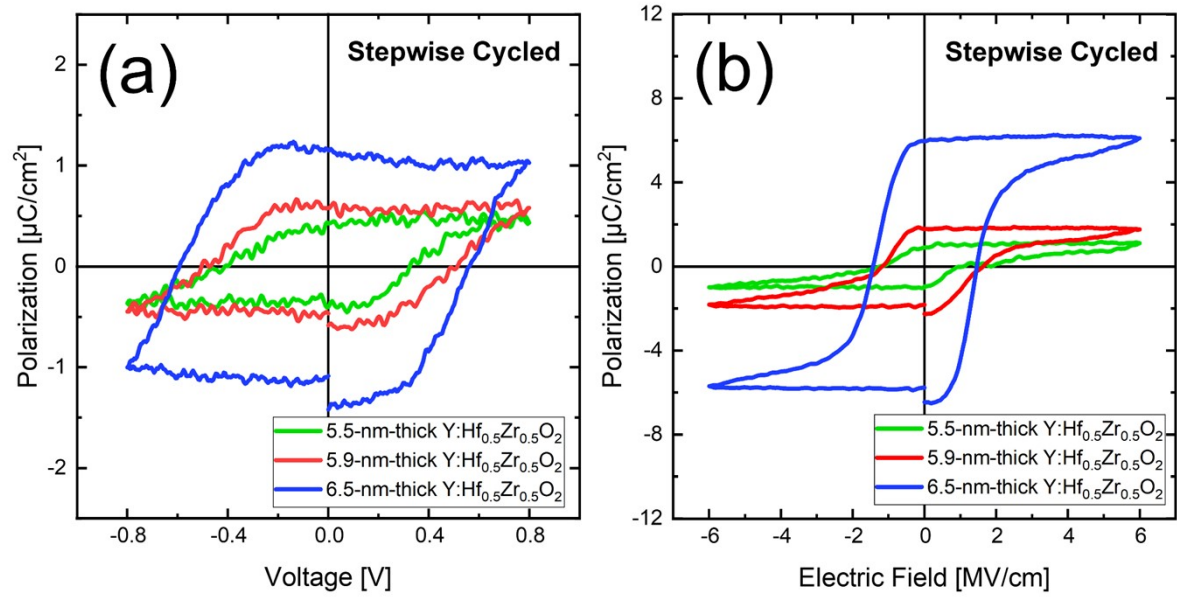 (a)
Stepwise Cycled
2
1
0
-1
-2
Polarization [µC/cm²]
5.5-nm-thick Y:Hf₀.₅Zr₀.₅O₂
5.9-nm-thick Y:Hf₀.₅Zr₀.₅O₂
6.5-nm-thick Y:Hf₀.₅Zr₀.₅O₂
-0.8 -0.4 0.0 0.4 0.8
Voltage [V]
(b)
Stepwise Cycled
12
9
6
3
0
-4
-8
-12
Polarization [µC/cm²]
5.5-nm-thick Y:Hf₀.₅Zr₀.₅O₂
5.9-nm-thick Y:Hf₀.₅Zr₀.₅O₂
6.5-nm-thick Y:Hf₀.₅Zr₀.₅O₂
-6 -4 -2 0 2 4 6
Electric Field [MV/cm]